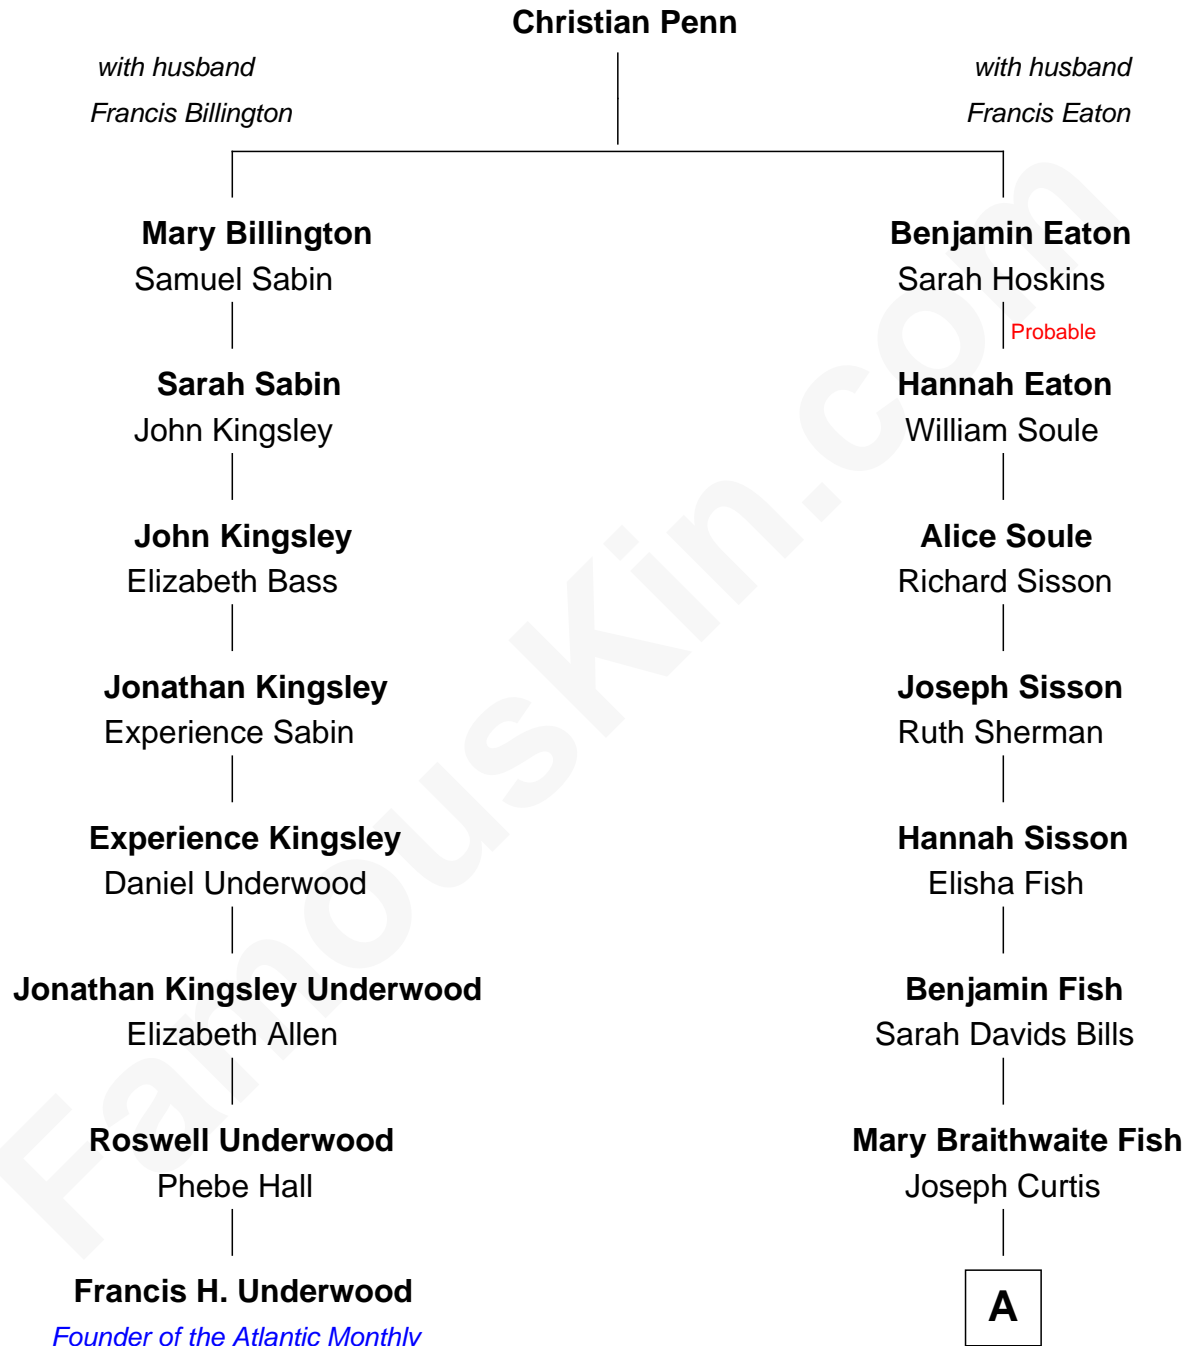 Christian Penn
with husband
Francis Billington
with husband
Francis Eaton
Mary Billington
Samuel Sabin
Benjamin Eaton
Sarah Hoskins
Probable
Sarah Sabin
John Kingsley
Hannah Eaton
William Soule
John Kingsley
Elizabeth Bass
Alice Soule
Richard Sisson
Jonathan Kingsley
Experience Sabin
Joseph Sisson
Ruth Sherman
Experience Kingsley
Daniel Underwood
Hannah Sisson
Elisha Fish
Jonathan Kingsley Underwood
Elizabeth Allen
Benjamin Fish
Sarah Davids Bills
Roswell Underwood
Phebe Hall
Mary Braithwaite Fish
Joseph Curtis
Francis H. Underwood
Founder of the Atlantic Monthly
A
FamousKin.com